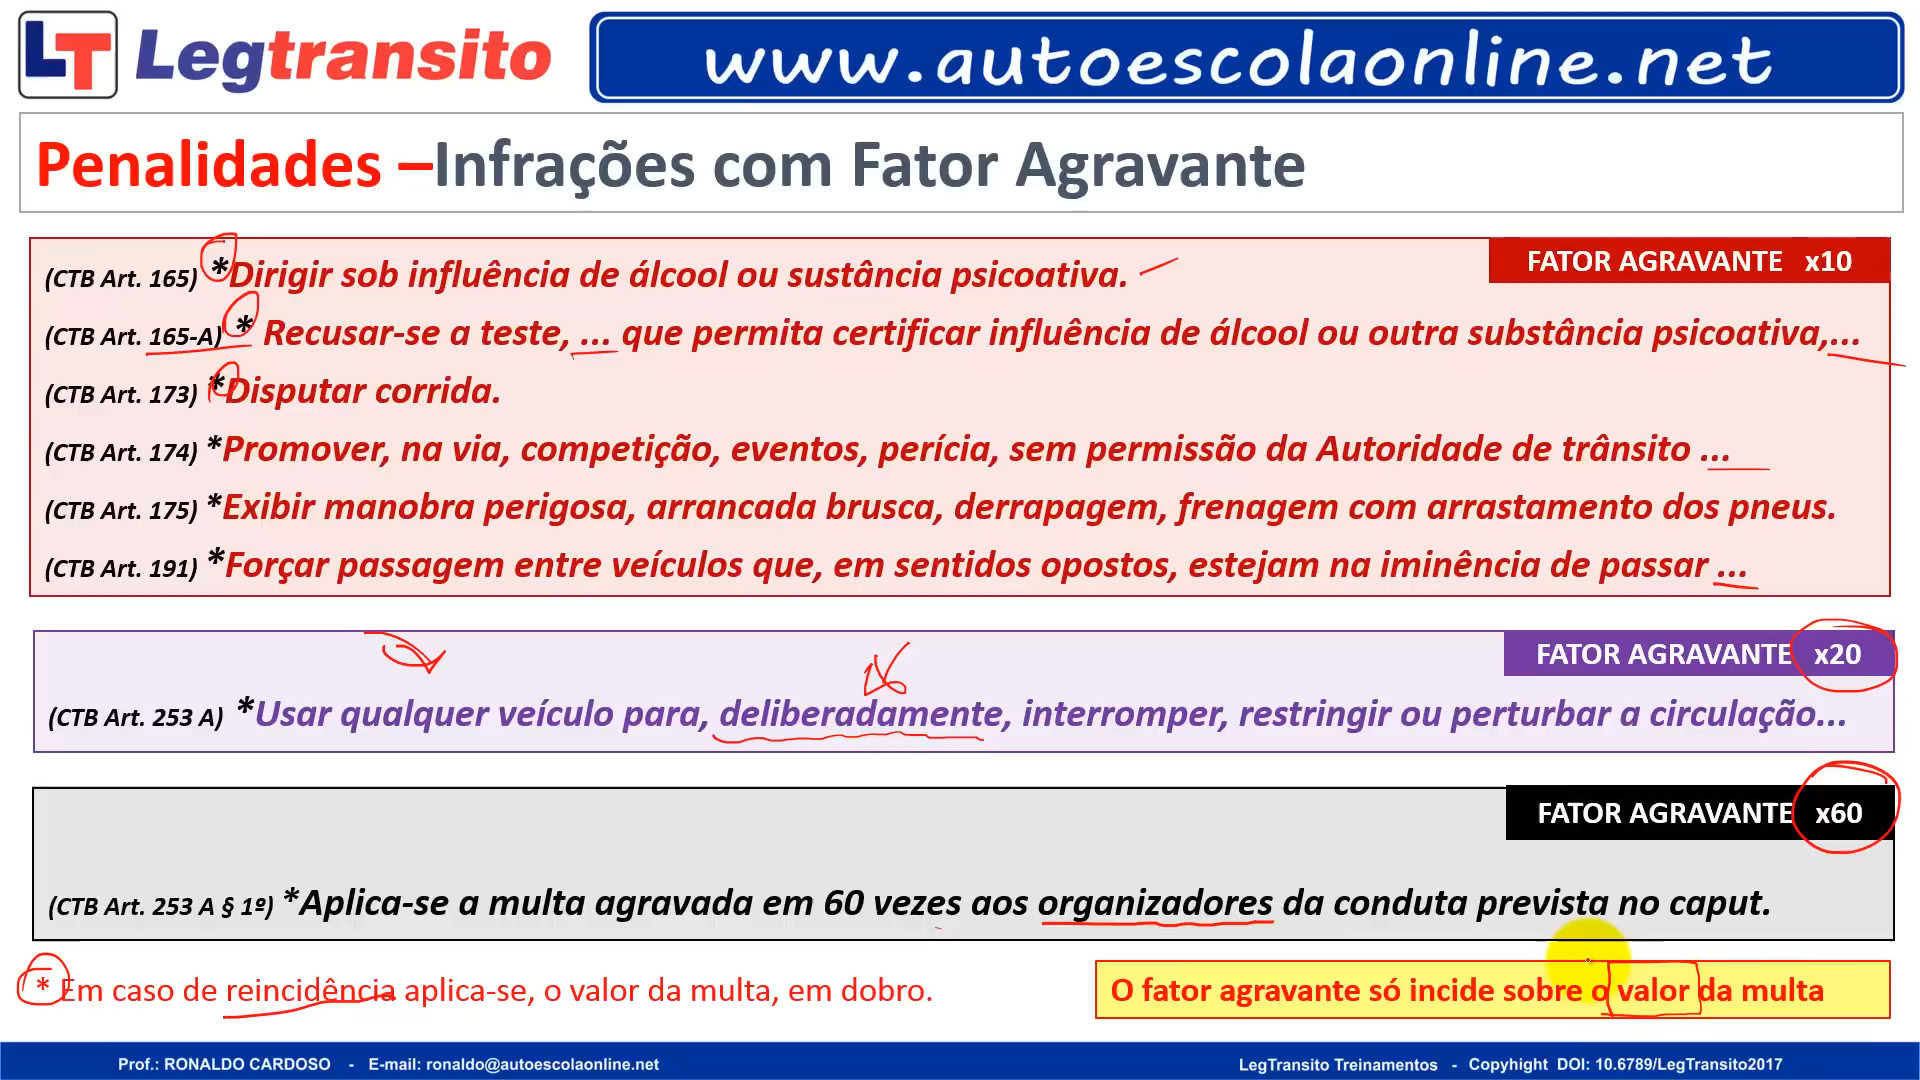 LT Legtransito
www.autoescolaonline.net
Penalidades –Infrações com Fator Agravante
FATOR AGRAVANTE x10
(CTB Art. 165) *Dirigir sob influência de álcool ou sustância psicoativa.
(CTB Art. 165-A) * Recusar-se a teste, ... que permita certificar influência de álcool ou outra substância psicoativa,...
(CTB Art. 173) *Disputar corrida.
(CTB Art. 174) *Promover, na via, competição, eventos, perícia, sem permissão da Autoridade de trânsito ...
(CTB Art. 175) *Exibir manobra perigosa, arrancada brusca, derrapagem, frenagem com arrastamento dos pneus.
(CTB Art. 191) *Forçar passagem entre veículos que, em sentidos opostos, estejam na iminência de passar ...
FATOR AGRAVANTE x20
(CTB Art. 253 A) *Usar qualquer veículo para, deliberadamente, interromper, restringir ou perturbar a circulação...
FATOR AGRAVANTE x60
(CTB Art. 253 A § 1º) *Aplica-se a multa agravada em 60 vezes aos organizadores da conduta prevista no caput.
* Em caso de reincidência aplica-se, o valor da multa, em dobro.
O fator agravante só incide sobre o valor da multa
Prof.: RONALDO CARDOSO - E-mail: ronaldo@autoescolaonline.net
LegTransito Treinamentos - Copyhight DOI: 10.6789/LegTransito2017